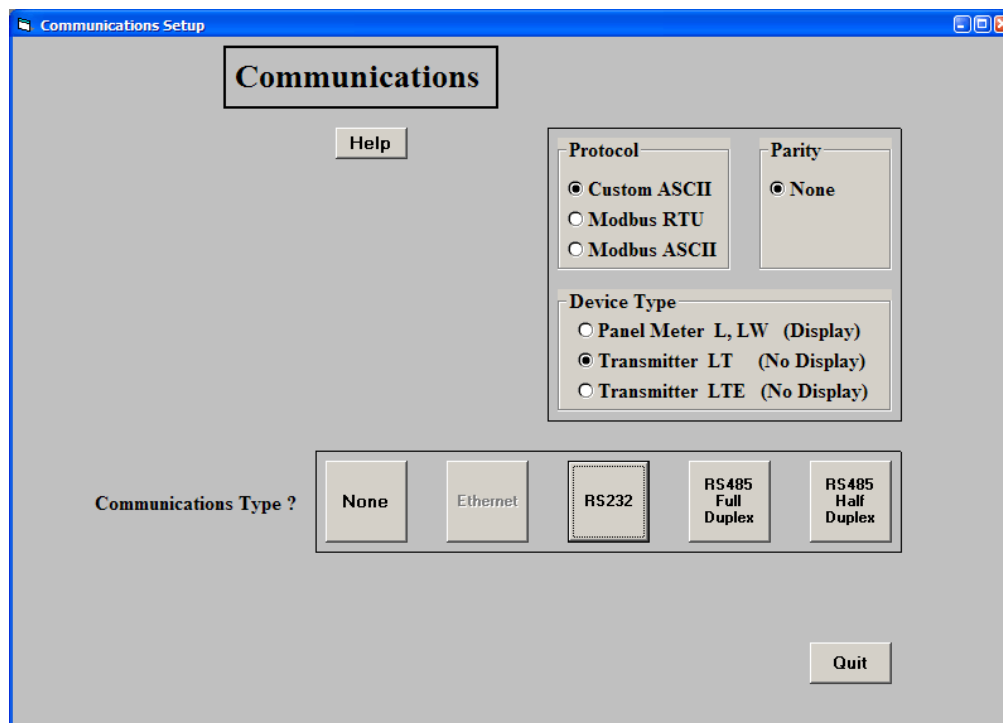 Communications Setup
Communications
Help
Protocol
Custom ASCII
Modbus RTU
Modbus ASCII
Parity
None
Device Type
Panel Meter L, LW (Display)
Transmitter LT (No Display)
Transmitter LTE (No Display)
Communications Type ?
None
Ethernet
RS232
RS485
Full
Duplex
RS485
Half
Duplex
Quit